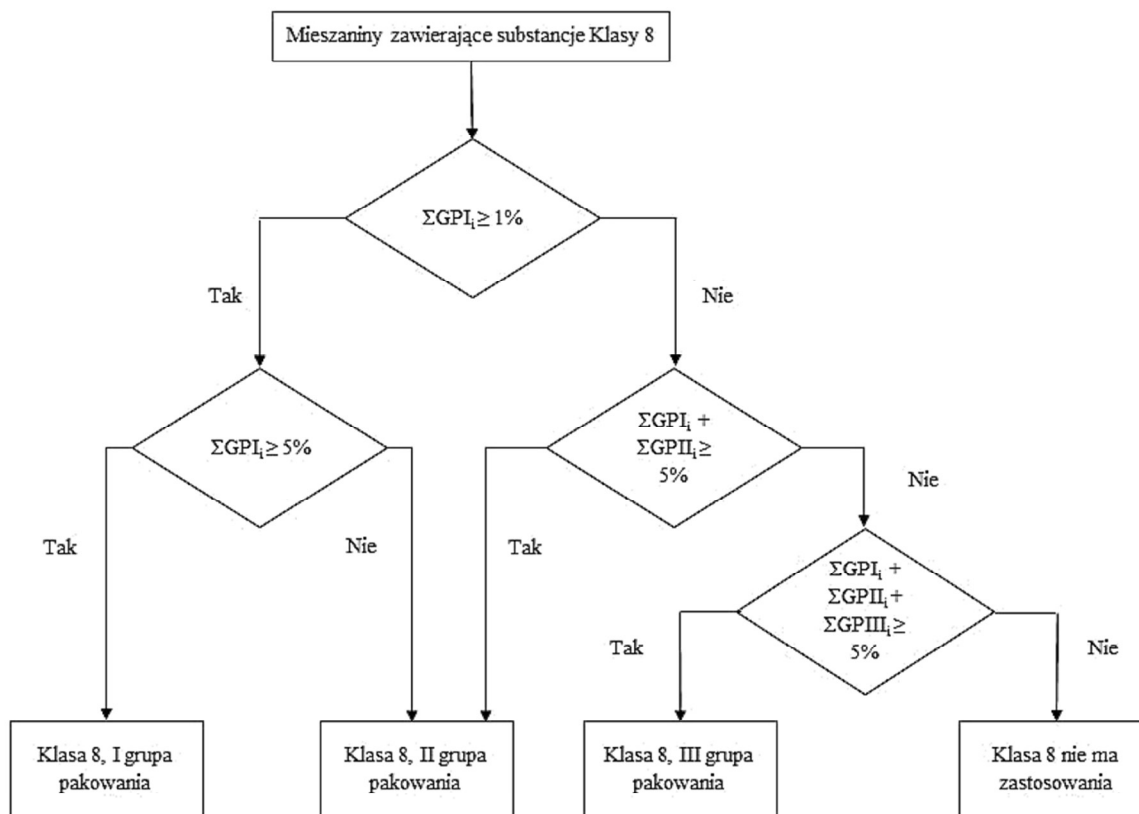 Mieszaniny zawierające substancje Klasy 8
ΣGPIᵢ ≥ 1%
Tak
Nie
ΣGPIᵢ ≥ 5%
ΣGPIᵢ +
ΣGPIIᵢ ≥
5%
Tak
Nie
Tak
Nie
ΣGPIᵢ +
ΣGPIIᵢ +
ΣGPIIIᵢ ≥
5%
Tak
Nie
Klasa 8, I grupa
pakowania
Klasa 8, II grupa
pakowania
Klasa 8, III grupa
pakowania
Klasa 8 nie ma
zastosowania